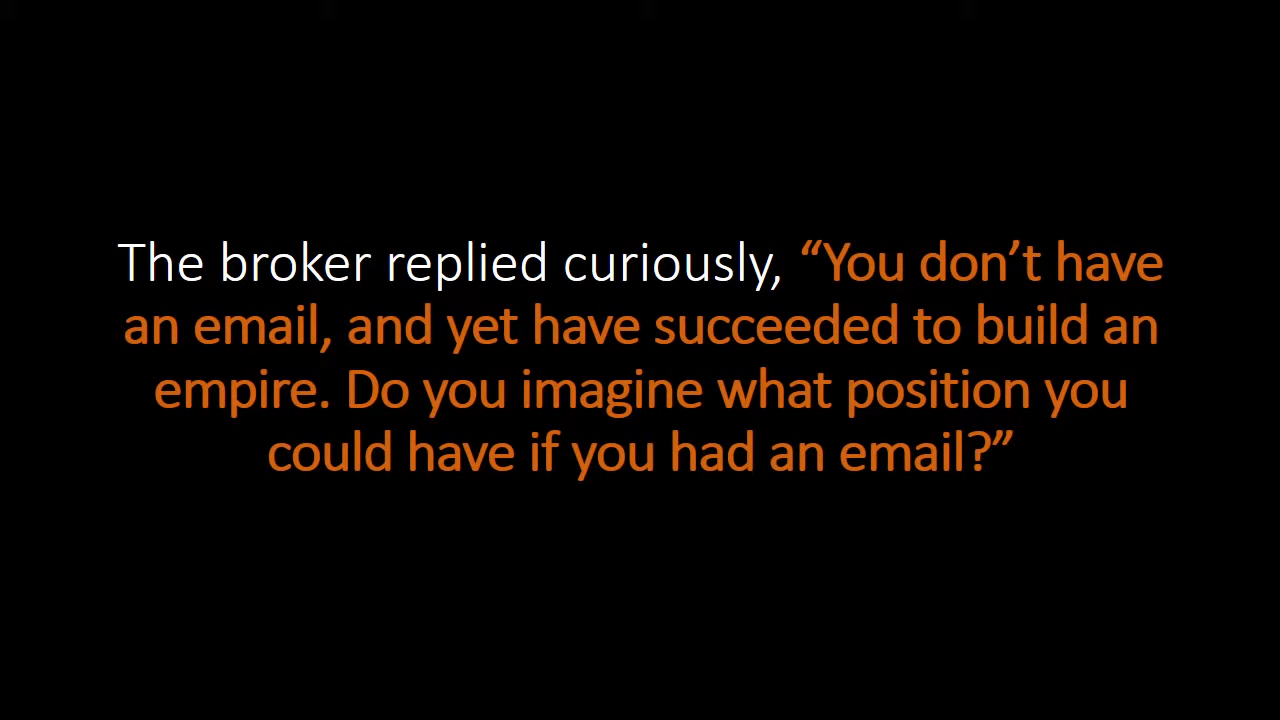 The broker replied curiously, “You don’t have
an email, and yet have succeeded to build an
empire. Do you imagine what position you
could have if you had an email?”